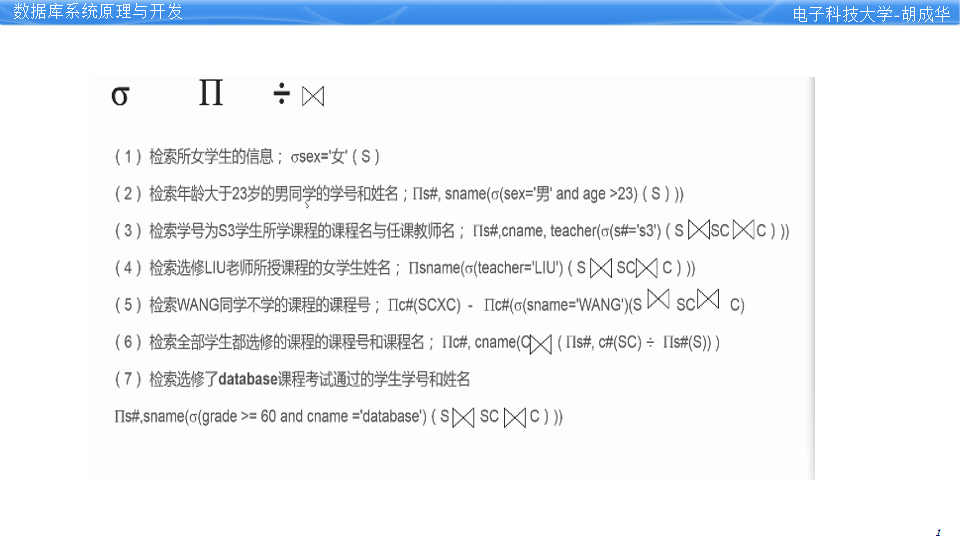 数据库系统原理与开发
电子科技大学-胡成华
σ Π ÷ ⋈
（1）检索所女学生的信息；σsex='女'（S）
（2）检索年龄大于23岁的男同学的学号和姓名；Πs#, sname(σ(sex='男' and age >23)（S）))
（3）检索学号为S3学生所学课程的课程名与任课教师名；Πs#,cname, teacher(σ(s#='s3')（S⋈SC⋈C）))
（4）检索选修LIU老师所授课程的女学生姓名；Πsname(σ(teacher='LIU')（S⋈SC⋈C）))
（5）检索WANG同学不学的课程的课程号；Πc#(SCXC) - Πc#(σ(sname='WANG')(S⋈SC⋈C)
（6）检索全部学生都选修的课程的课程号和课程名；Πc#, cname(C⋈（Πs#, c#(SC) ÷ Πs#(S))）
（7）检索选修了database课程考试通过的学生学号和姓名
Πs#,sname(σ(grade >= 60 and cname ='database')（S⋈SC⋈C）))
1